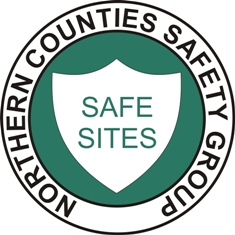 NORTHERN COUNTIES SAFETY GROUP
SAFE
SITES